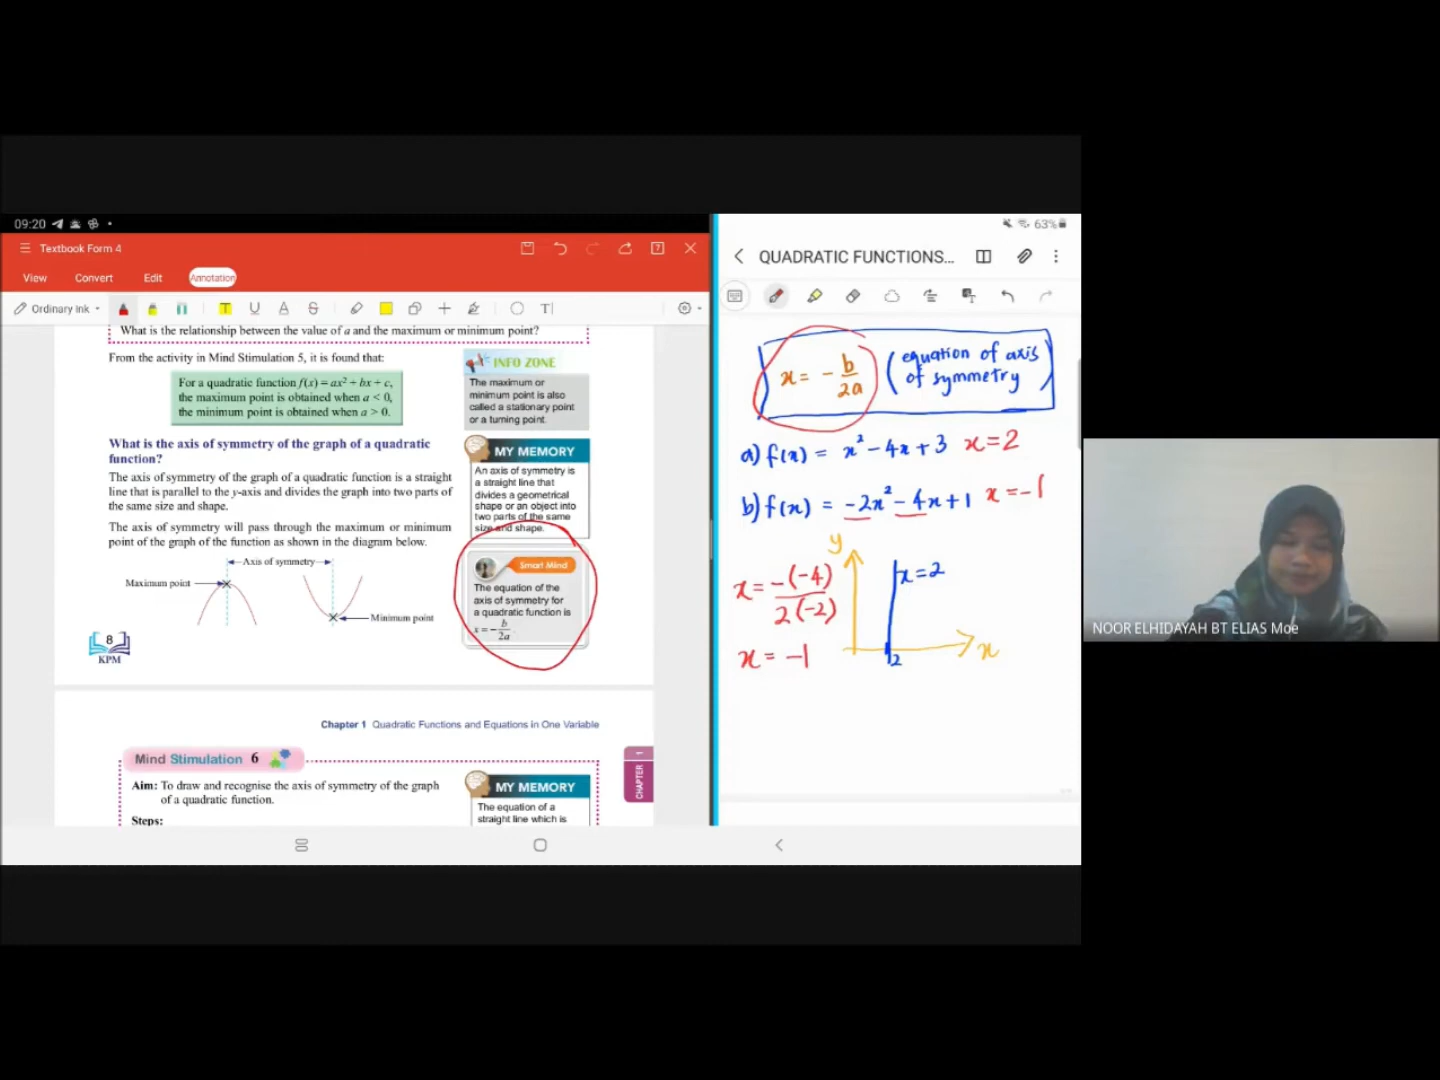 09:20
63%
Textbook Form 4
View Convert Edit Annotation
Ordinary Ink
What is the relationship between the value of a and the maximum or minimum point?
From the activity in Mind Stimulation 5, it is found that:
For a quadratic function f(x) = ax² + bx + c,
the maximum point is obtained when a < 0,
the minimum point is obtained when a > 0.
INFO ZONE
The maximum or
minimum point is also
called a stationary point
or a turning point.
What is the axis of symmetry of the graph of a quadratic
function?
The axis of symmetry of the graph of a quadratic function is a straight
line that is parallel to the y-axis and divides the graph into two parts of
the same size and shape.
The axis of symmetry will pass through the maximum or minimum
point of the graph of the function as shown in the diagram below.
MY MEMORY
An axis of symmetry is
a straight line that
divides a geometrical
shape or an object into
two parts of the same
size and shape.
Axis of symmetry
Maximum point
Minimum point
Smart Mind
The equation of the
axis of symmetry for
a quadratic function is
x = - b/2a
8
KPM
Chapter 1 Quadratic Functions and Equations in One Variable
Mind Stimulation 6
Aim: To draw and recognise the axis of symmetry of the graph
of a quadratic function.
Steps:
MY MEMORY
The equation of a
straight line which is
CHAPTER 1
QUADRATIC FUNCTIONS...
x = - b/2a (equation of axis
of symmetry)
a) f(x) = x² - 4x + 3 x = 2
b) f(x) = -2x² - 4x + 1 x = -1
x = -(-4)/2(-2)
x = -1
y
x = 2
2
x
NOOR ELHIDAYAH BT ELIAS Moe